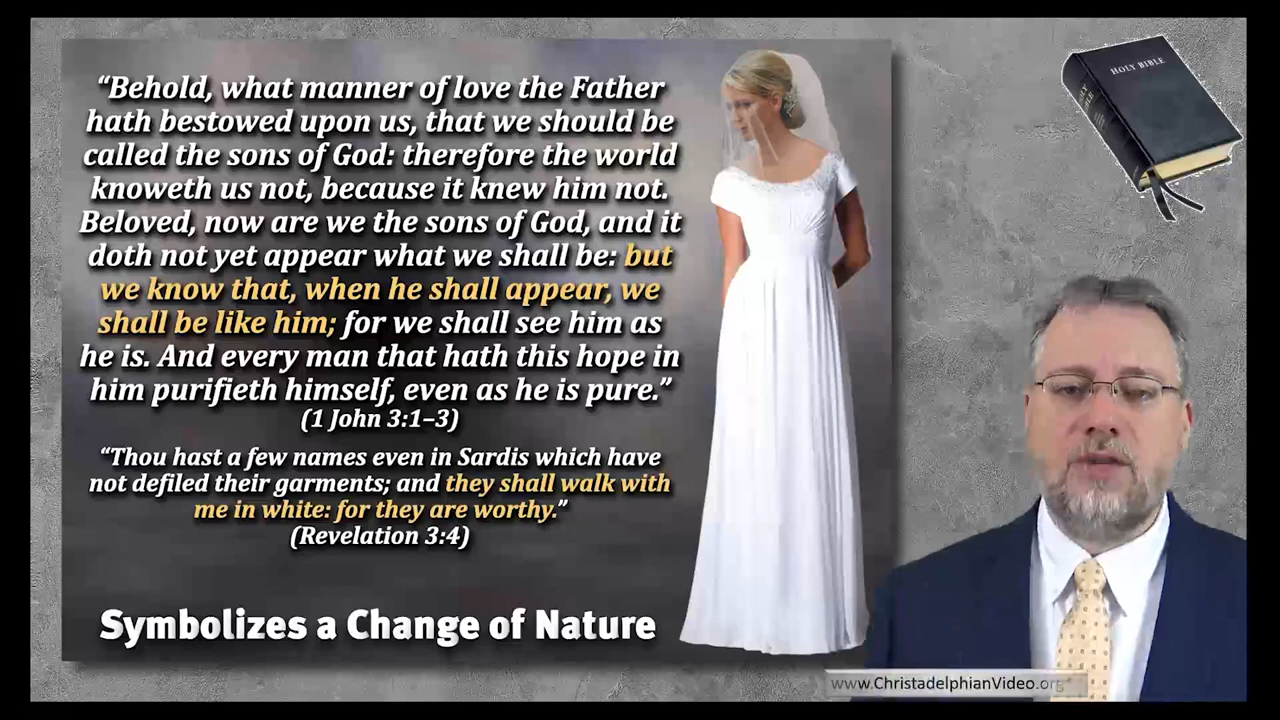 “Behold, what manner of love the Father
hath bestowed upon us, that we should be
called the sons of God: therefore the world
knoweth us not, because it knew him not.
Beloved, now are we the sons of God, and it
doth not yet appear what we shall be: but
we know that, when he shall appear, we
shall be like him; for we shall see him as
he is. And every man that hath this hope in
him purifieth himself, even as he is pure.”
(1 John 3:1–3)
“Thou hast a few names even in Sardis which have
not defiled their garments; and they shall walk with
me in white: for they are worthy.”
(Revelation 3:4)
Symbolizes a Change of Nature
HOLY BIBLE
www.ChristadelphianVideo.org